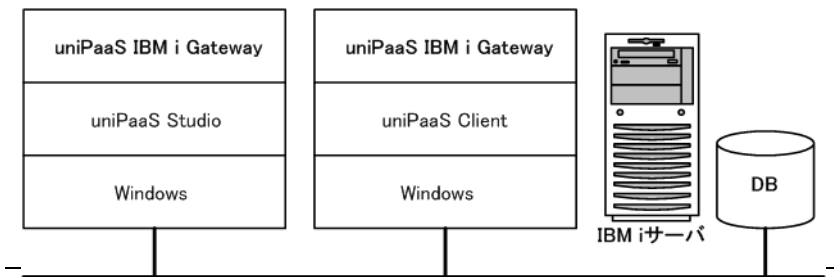 uniPaaS IBM i Gateway
uniPaaS Studio
Windows
uniPaaS IBM i Gateway
uniPaaS Client
Windows
IBM iサーバ
DB